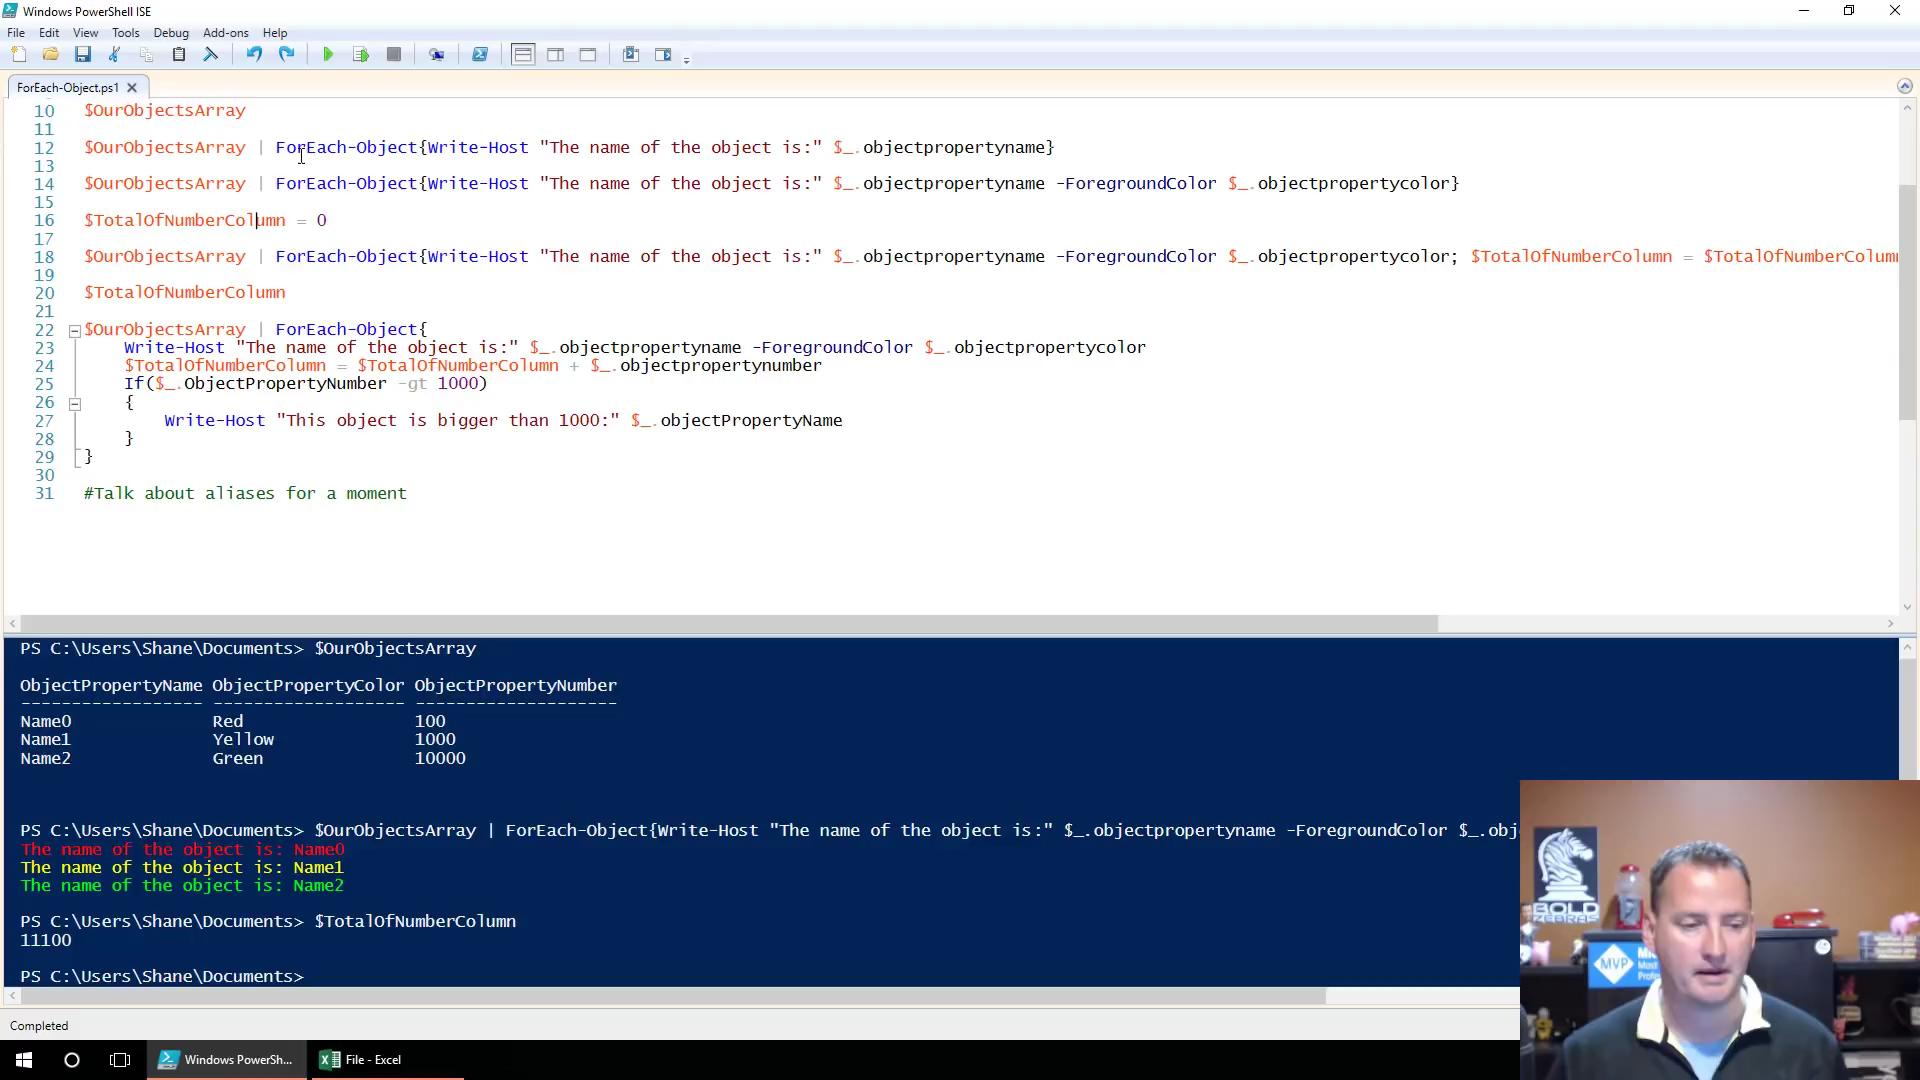 Windows PowerShell ISE
File Edit View Tools Debug Add-ons Help
ForEach-Object.ps1
10 $OurObjectsArray
11
12 $OurObjectsArray | ForEach-Object{Write-Host "The name of the object is:" $_.objectpropertyname}
13
14 $OurObjectsArray | ForEach-Object{Write-Host "The name of the object is:" $_.objectpropertyname -ForegroundColor $_.objectpropertycolor}
15
16 $TotalOfNumberColumn = 0
17
18 $OurObjectsArray | ForEach-Object{Write-Host "The name of the object is:" $_.objectpropertyname -ForegroundColor $_.objectpropertycolor; $TotalOfNumberColumn = $TotalOfNumberColumn
19
20 $TotalOfNumberColumn
21
22 $OurObjectsArray | ForEach-Object{
23 Write-Host "The name of the object is:" $_.objectpropertyname -ForegroundColor $_.objectpropertycolor
24 $TotalOfNumberColumn = $TotalOfNumberColumn + $_.objectpropertynumber
25 If($_.ObjectPropertyNumber -gt 1000)
26 {
27 Write-Host "This object is bigger than 1000:" $_.objectPropertyName
28 }
29 }
30
31 #Talk about aliases for a moment
PS C:\Users\Shane\Documents> $OurObjectsArray
ObjectPropertyName ObjectPropertyColor ObjectPropertyNumber
------------------ ------------------- --------------------
Name0 Red 100
Name1 Yellow 1000
Name2 Green 10000
PS C:\Users\Shane\Documents> $OurObjectsArray | ForEach-Object{Write-Host "The name of the object is:" $_.objectpropertyname -ForegroundColor $_.obj
The name of the object is: Name0
The name of the object is: Name1
The name of the object is: Name2
PS C:\Users\Shane\Documents> $TotalOfNumberColumn
11100
PS C:\Users\Shane\Documents>
BOLD
ZEBRAS
MVP
Completed
Windows PowerSh...
File - Excel